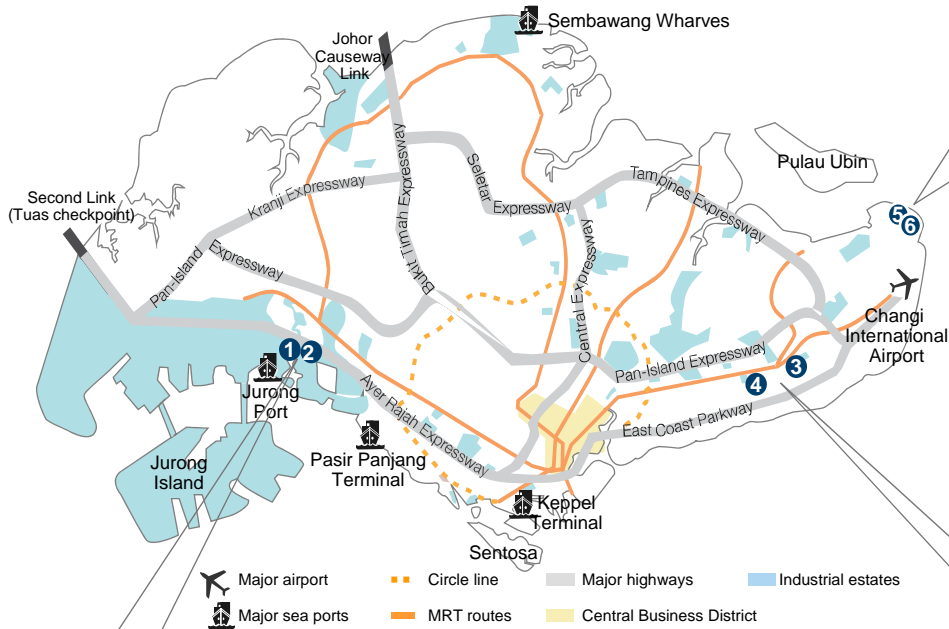 Sembawang Wharves
Johor
Causeway
Link
Pulau Ubin
Second Link
(Tuas checkpoint)
Kranji Expressway
Bukit Timah Expressway
Seletar
Expressway
Tampines Expressway
Pan-Island
Expressway
Central Expressway
5
6
Changi
International
Airport
Pan-Island Expressway
1
2
3
4
Jurong
Port
Ayer Rajah Expressway
East Coast Parkway
Jurong
Island
Pasir Panjang
Terminal
Keppel
Terminal
Sentosa
Major airport
Circle line
Major highways
Industrial estates
Major sea ports
MRT routes
Central Business District